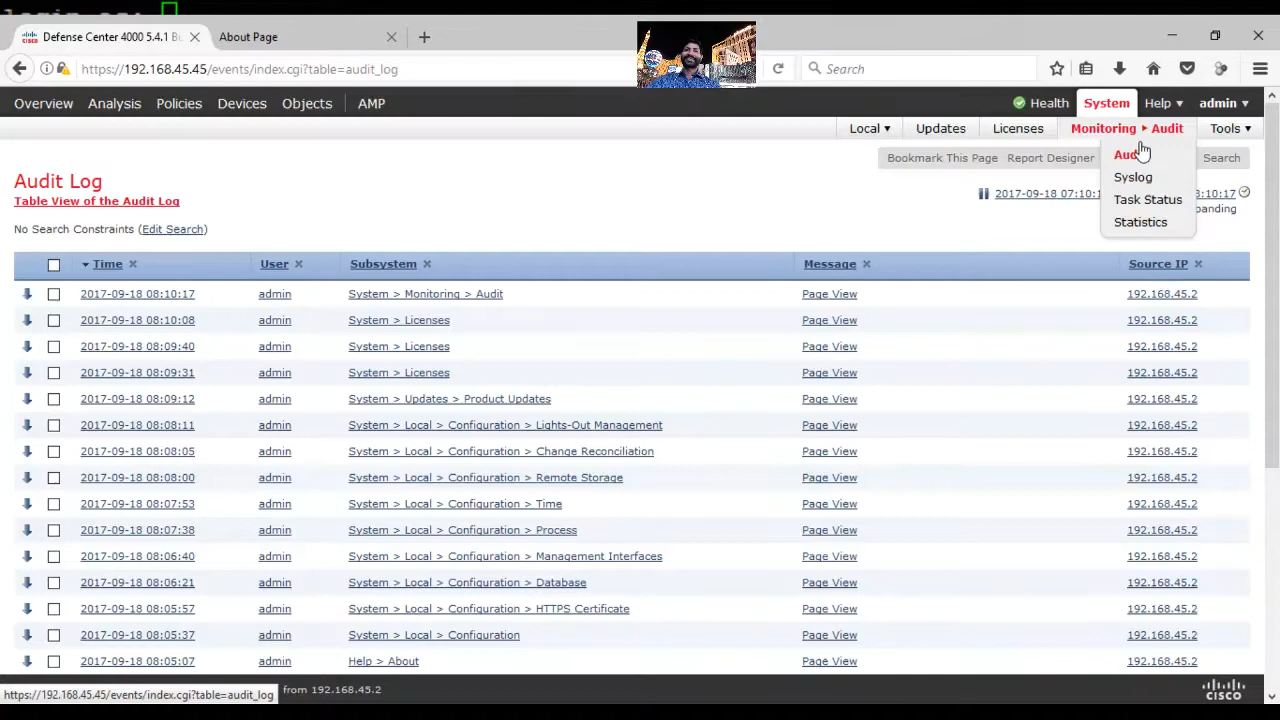 Defense Center 4000 5.4.1 Bu
About Page
https://192.168.45.45/events/index.cgi?table=audit_log
Search
Overview Analysis Policies Devices Objects AMP Health System Help admin
Local Updates Licenses Monitoring Audit Tools
Bookmark This Page Report Designer Search
Audit
Syslog
Task Status
Statistics
Audit Log
Table View of the Audit Log
No Search Constraints (Edit Search)
Time User Subsystem Message Source IP
2017-09-18 08:10:17 admin System > Monitoring > Audit Page View 192.168.45.2
2017-09-18 08:10:08 admin System > Licenses Page View 192.168.45.2
2017-09-18 08:09:40 admin System > Licenses Page View 192.168.45.2
2017-09-18 08:09:31 admin System > Licenses Page View 192.168.45.2
2017-09-18 08:09:12 admin System > Updates > Product Updates Page View 192.168.45.2
2017-09-18 08:08:11 admin System > Local > Configuration > Lights-Out Management Page View 192.168.45.2
2017-09-18 08:08:05 admin System > Local > Configuration > Change Reconciliation Page View 192.168.45.2
2017-09-18 08:08:00 admin System > Local > Configuration > Remote Storage Page View 192.168.45.2
2017-09-18 08:07:53 admin System > Local > Configuration > Time Page View 192.168.45.2
2017-09-18 08:07:38 admin System > Local > Configuration > Process Page View 192.168.45.2
2017-09-18 08:06:40 admin System > Local > Configuration > Management Interfaces Page View 192.168.45.2
2017-09-18 08:06:21 admin System > Local > Configuration > Database Page View 192.168.45.2
2017-09-18 08:05:57 admin System > Local > Configuration > HTTPS Certificate Page View 192.168.45.2
2017-09-18 08:05:37 admin System > Local > Configuration Page View 192.168.45.2
2017-09-18 08:05:07 admin Help > About Page View 192.168.45.2
https://192.168.45.45/events/index.cgi?table=audit_log from 192.168.45.2
CISCO